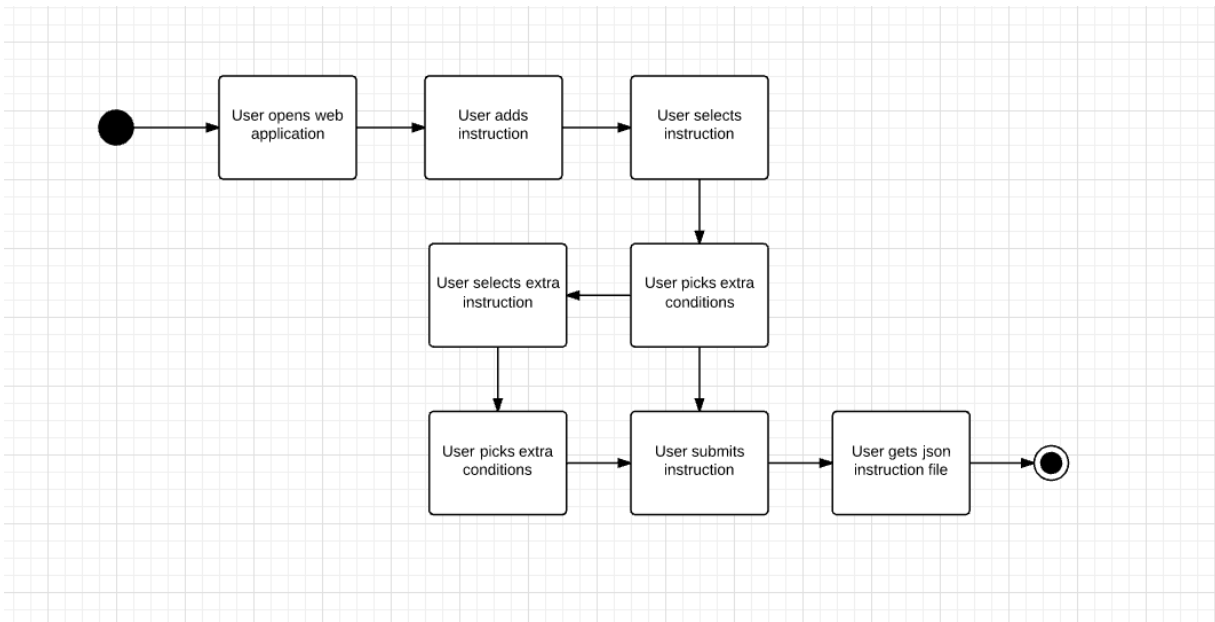 User opens web
application
User adds
instruction
User selects
instruction
User selects extra
instruction
User picks extra
conditions
User picks extra
conditions
User submits
instruction
User gets json
instruction file